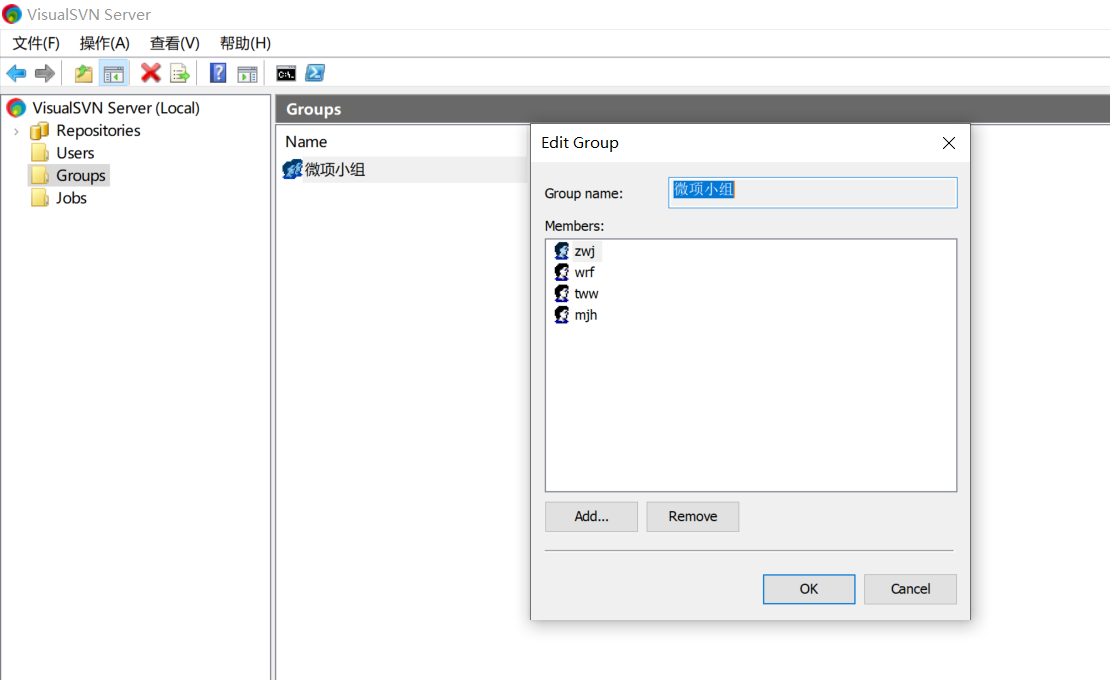 VisualSVN Server
文件(F) 操作(A) 查看(V) 帮助(H)
VisualSVN Server (Local)
Repositories
Users
Groups
Jobs
Groups
Name
微项小组
Edit Group
Group name: 微项小组
Members:
zwj
wrf
tww
mjh
Add... Remove
OK Cancel